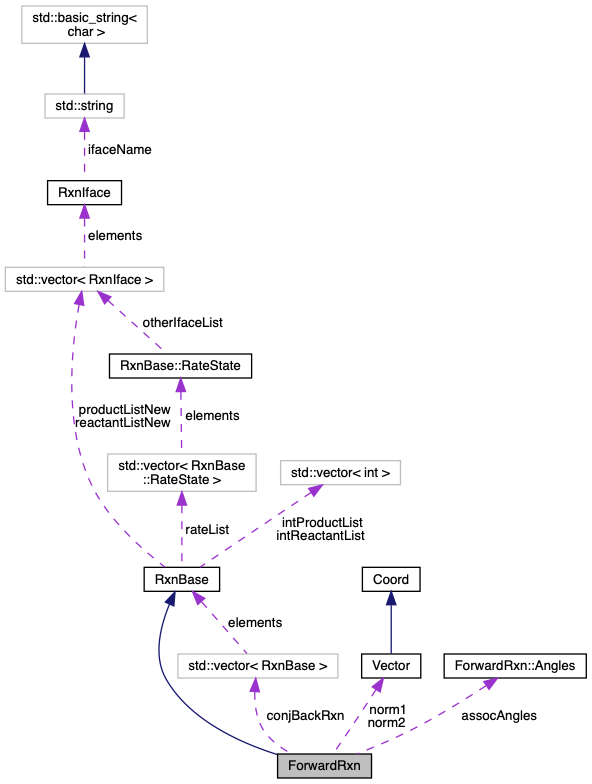 std::basic_string<
char >
std::string
ifaceName
RxnIface
elements
std::vector< RxnIface >
otherIfaceList
RxnBase::RateState
productListNew
reactantListNew
elements
std::vector< RxnBase
::RateState >
std::vector< int >
rateList
intProductList
intReactantList
RxnBase
Coord
elements
std::vector< RxnBase >
Vector
ForwardRxn::Angles
conjBackRxn
norm1
norm2
assocAngles
ForwardRxn